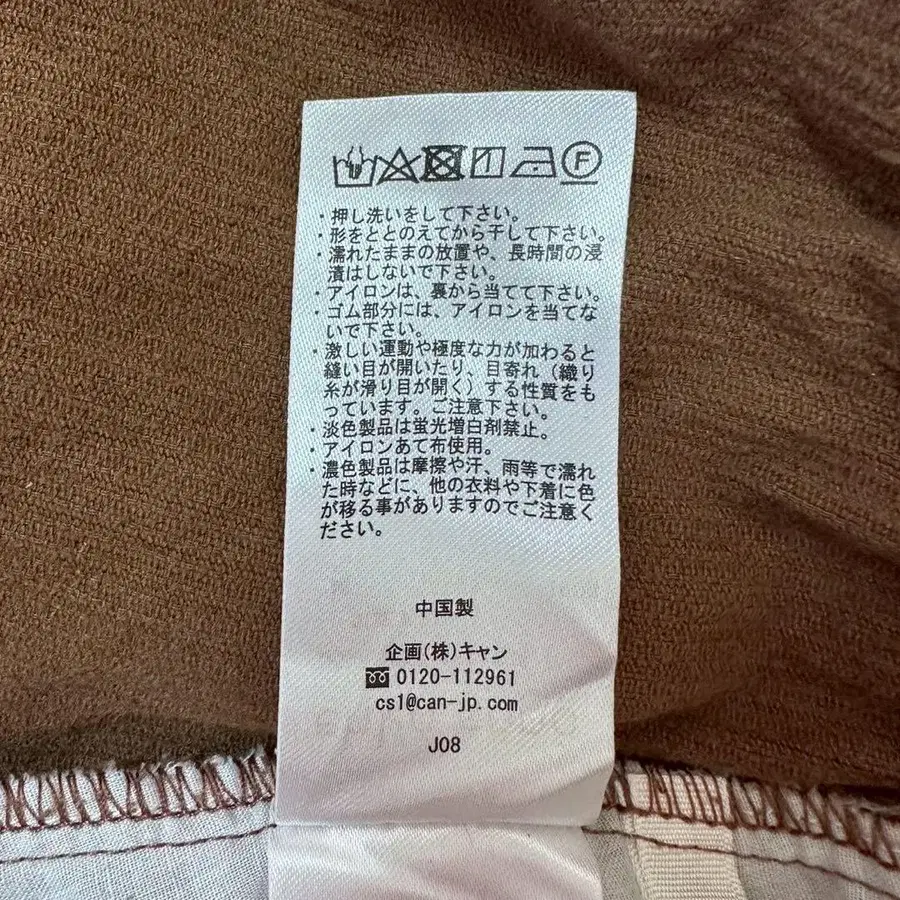 F
・押し洗いをして下さい。
・形をととのえてから干して下さい。
・濡れたままの放置や、長時間の浸
漬はしないで下さい。
・アイロンは、裏から当てて下さい。
・ゴム部分には、アイロンを当てな
いで下さい。
・激しい運動や極度な力が加わると
縫い目が開いたり、目寄れ(織り
糸が滑り目が開く)する性質をも
っています。ご注意下さい。
・淡色製品は蛍光増白剤禁止。
・アイロンあて布使用。
・濃色製品は摩擦や汗、雨等で濡れ
た時などに、他の衣料や下着に色
が移る事がありますのでご注意く
ださい。
中国製
企画(株)キャン
0120-112961
cs1@can-jp.com
J08